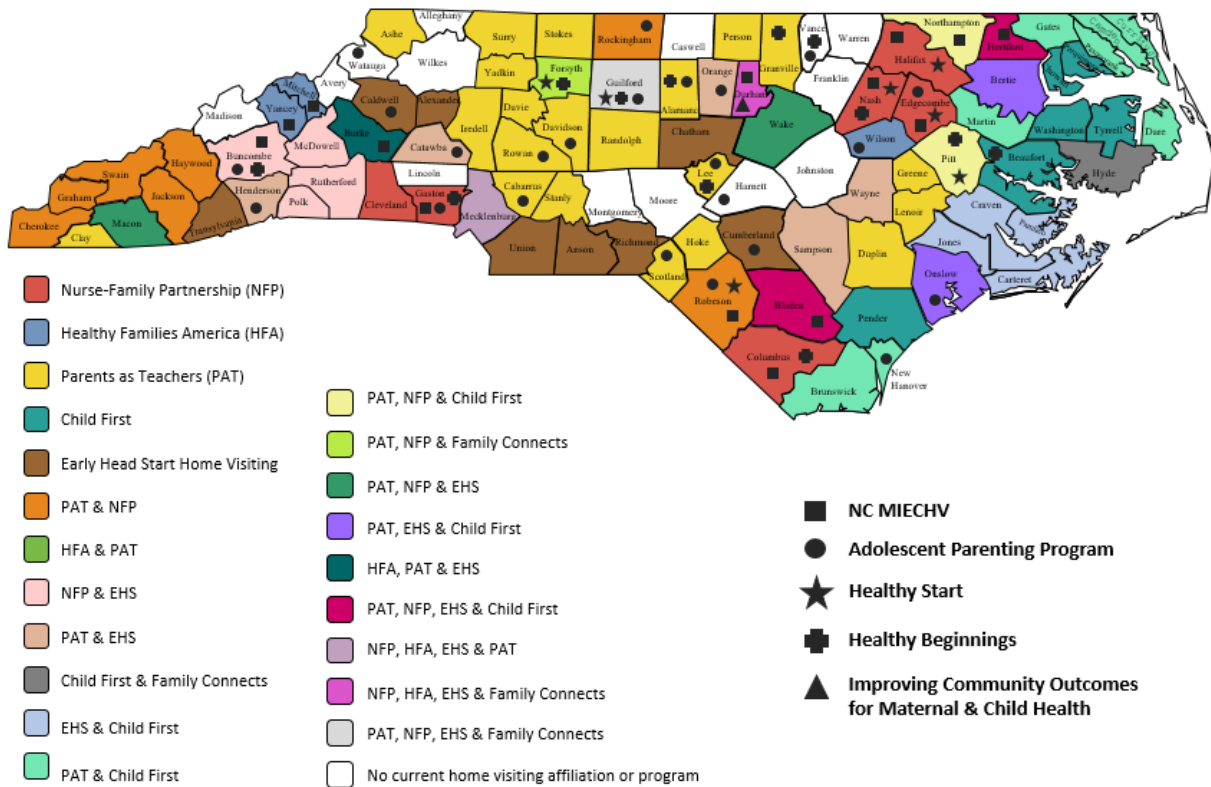 Alleghany
Northampton
Gates
Camden
Currituck
Ashe
Surry
Stokes
Rockingham
Caswell
Person
Vance
Warren
Hertford
Watauga
Wilkes
Granville
Halifax
Yadkin
Forsyth
Guilford
Orange
Durham
Franklin
Bertie
Mitchell
Avery
Alamance
Nash
Edgecombe
Madison
Yancey
Caldwell
Alexander
Davie
Iredell
Davidson
Martin
Washington
Tyrrell
Dare
Burke
Randolph
Chatham
Wake
Wilson
Buncombe
McDowell
Catawba
Rowan
Pitt
Beaufort
Haywood
Swain
Lincoln
Lee
Johnston
Greene
Hyde
Graham
Jackson
Henderson
Rutherford
Polk
Cleveland
Gaston
Cabarrus
Stanly
Moore
Harnett
Wayne
Lenoir
Craven
Cherokee
Macon
Clay
Transylvania
Mecklenburg
Montgomery
Pamlico
Union
Anson
Richmond
Hoke
Cumberland
Sampson
Duplin
Jones
Onslow
Carteret
Scotland
Robeson
Bladen
Pender
Columbus
Brunswick
New
Hanover
Nurse-Family Partnership (NFP)
Healthy Families America (HFA)
Parents as Teachers (PAT)
Child First
Early Head Start Home Visiting
PAT & NFP
HFA & PAT
NFP & EHS
PAT & EHS
Child First & Family Connects
EHS & Child First
PAT & Child First
PAT, NFP & Child First
PAT, NFP & Family Connects
PAT, NFP & EHS
PAT, EHS & Child First
HFA, PAT & EHS
PAT, NFP, EHS & Child First
NFP, HFA, EHS & PAT
NFP, HFA, EHS & Family Connects
PAT, NFP, EHS & Family Connects
No current home visiting affiliation or program
NC MIECHV
Adolescent Parenting Program
Healthy Start
Healthy Beginnings
Improving Community Outcomes
for Maternal & Child Health